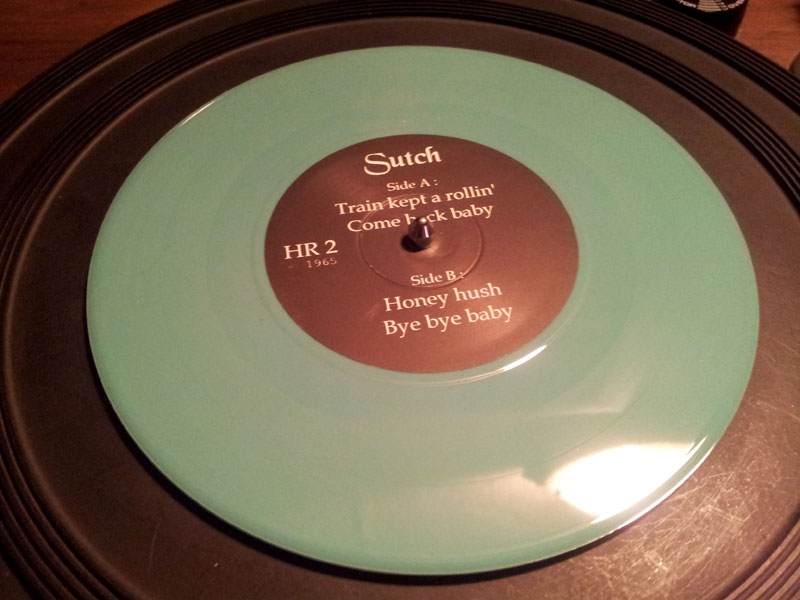 Sutch
Side A :
Train kept a rollin'
Come back baby
HR 2
1965
Side B :
Honey hush
Bye bye baby